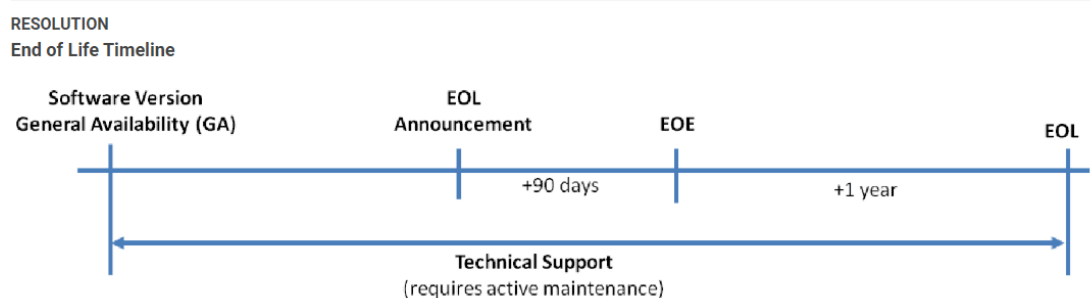 RESOLUTION
End of Life Timeline
Software Version
General Availability (GA)
EOL
Announcement
EOE
EOL
+90 days
+1 year
Technical Support
(requires active maintenance)